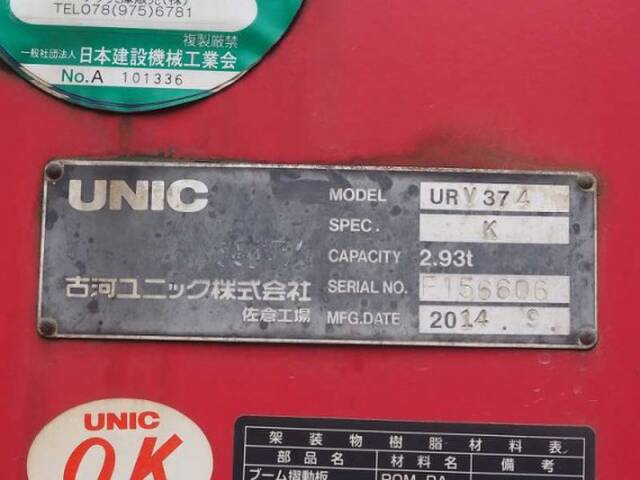 TEL078(975)6781
複製厳禁
一般社団法人 日本建設機械工業会
No.A 101336
UNIC
MODEL URV374
SPEC. K
CAPACITY 2.93t
古河ユニック株式会社
SERIAL NO. F156606
佐倉工場
MFG.DATE 2014.9.
UNIC
OK
架装物樹脂材料表
部品名 材料名 備考
ブーム摺動板 POM, PA